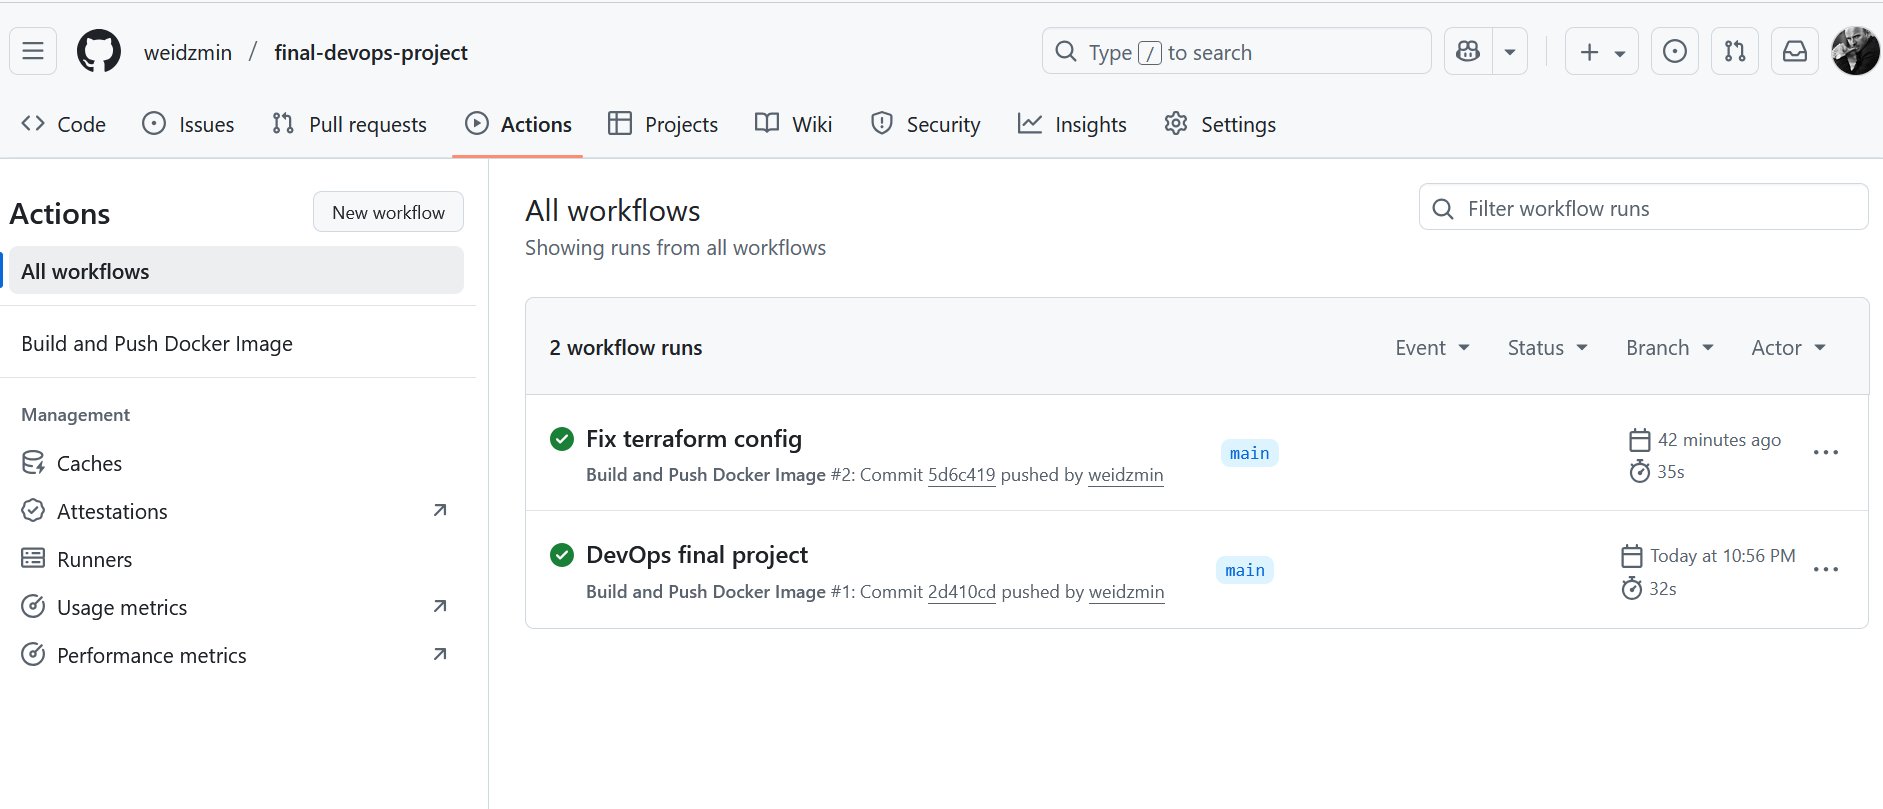 weidzmin / final-devops-project
Type / to search
Code
Issues
Pull requests
Actions
Projects
Wiki
Security
Insights
Settings
Actions
New workflow
All workflows
Build and Push Docker Image
Management
Caches
Attestations
Runners
Usage metrics
Performance metrics
All workflows
Showing runs from all workflows
Filter workflow runs
2 workflow runs
Event
Status
Branch
Actor
Fix terraform config
Build and Push Docker Image #2: Commit 5d6c419 pushed by weidzmin
main
42 minutes ago
35s
DevOps final project
Build and Push Docker Image #1: Commit 2d410cd pushed by weidzmin
main
Today at 10:56 PM
32s